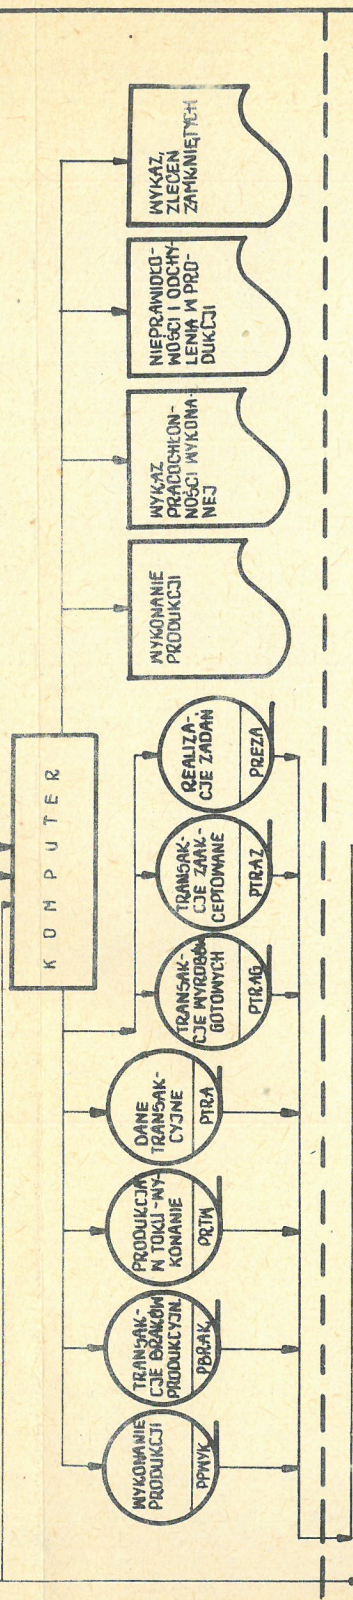 KOMPUTER
WYKONANIE
PRODUKCJI
PPWYK
TRANSAK-
CJE BRAKÓW
PRODUKCYJN.
PBRAK
PRODUKCJA
W TOKU-WY-
KONANIE
PRTW
DANE
TRANSAK-
CYJNE
PTRA
TRANSAK-
CJE WYROBÓW
GOTOWYCH
PTRAG
TRANSAK-
CJE ZAAK-
CEPTOWANE
PTRAZ
REALIZA-
CJE ZADAŃ
PREZA
WYKONANIE
PRODUKCJI
WYKAZ
PRACOCHŁON-
NOŚCI WYKONA-
NEJ
NIEPRAWIDŁO-
WOŚCI I ODCHY-
LENIA W PRO-
DUKCJI
WYKAZ
ZLECEŃ
ZAMKNIĘTYCH